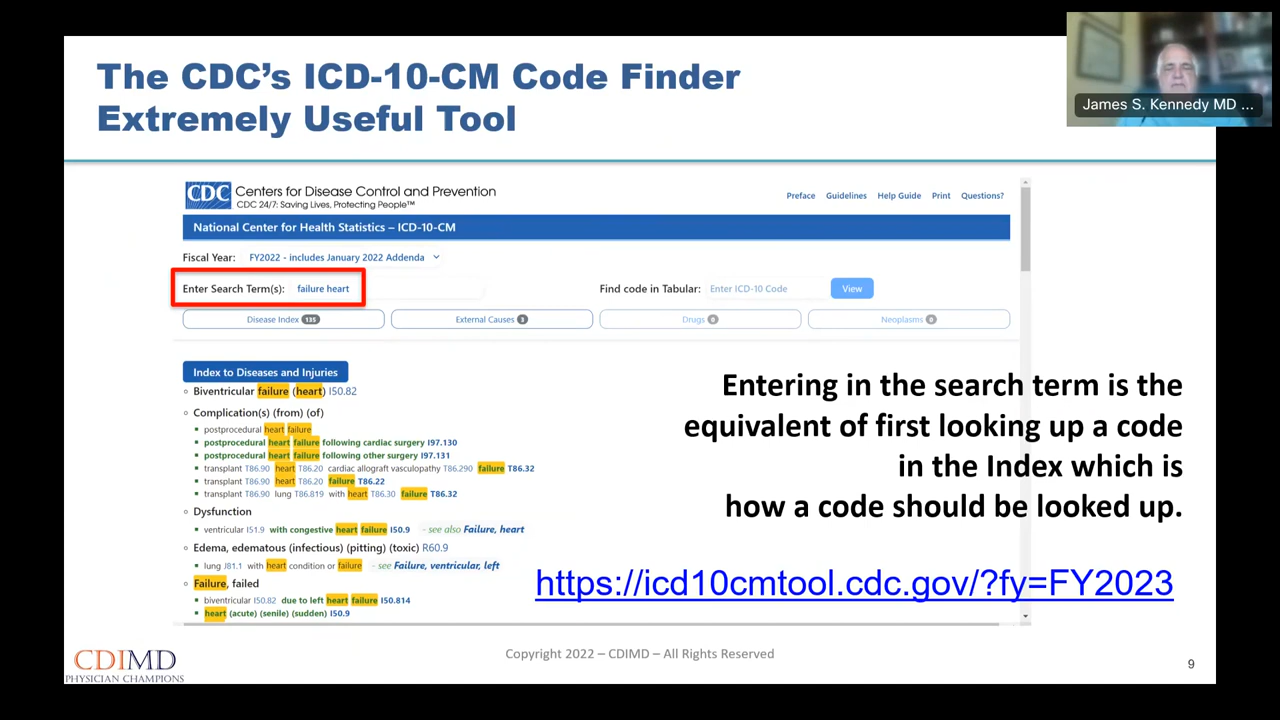 The CDC's ICD-10-CM Code Finder
Extremely Useful Tool
James S. Kennedy MD ...
CDC Centers for Disease Control and Prevention
CDC 24/7: Saving Lives, Protecting People™
Preface Guidelines Help Guide Print Questions?
National Center for Health Statistics – ICD-10-CM
Fiscal Year: FY2022 - includes January 2022 Addenda
Enter Search Term(s): failure heart
Find code in Tabular: Enter ICD-10 Code View
Disease Index 135 External Causes 3 Drugs 0 Neoplasms 0
Index to Diseases and Injuries
Biventricular failure (heart) I50.82
Complication(s) (from) (of)
postprocedural heart failure
postprocedural heart failure following cardiac surgery I97.130
postprocedural heart failure following other surgery I97.131
transplant T86.90 heart T86.20 cardiac allograft vasculopathy T86.290 failure T86.32
transplant T86.90 heart T86.20 failure T86.22
transplant T86.90 lung T86.819 with heart T86.30 failure T86.32
Dysfunction
ventricular I51.9 with congestive heart failure I50.9 - see also Failure, heart
Edema, edematous (infectious) (pitting) (toxic) R60.9
lung J81.1 with heart condition or failure - see Failure, ventricular, left
Failure, failed
biventricular I50.82 due to left heart failure I50.814
heart (acute) (senile) (sudden) I50.9
Entering in the search term is the
equivalent of first looking up a code
in the Index which is
how a code should be looked up.
https://icd10cmtool.cdc.gov/?fy=FY2023
CDIMD
PHYSICIAN CHAMPIONS
Copyright 2022 – CDIMD – All Rights Reserved
9